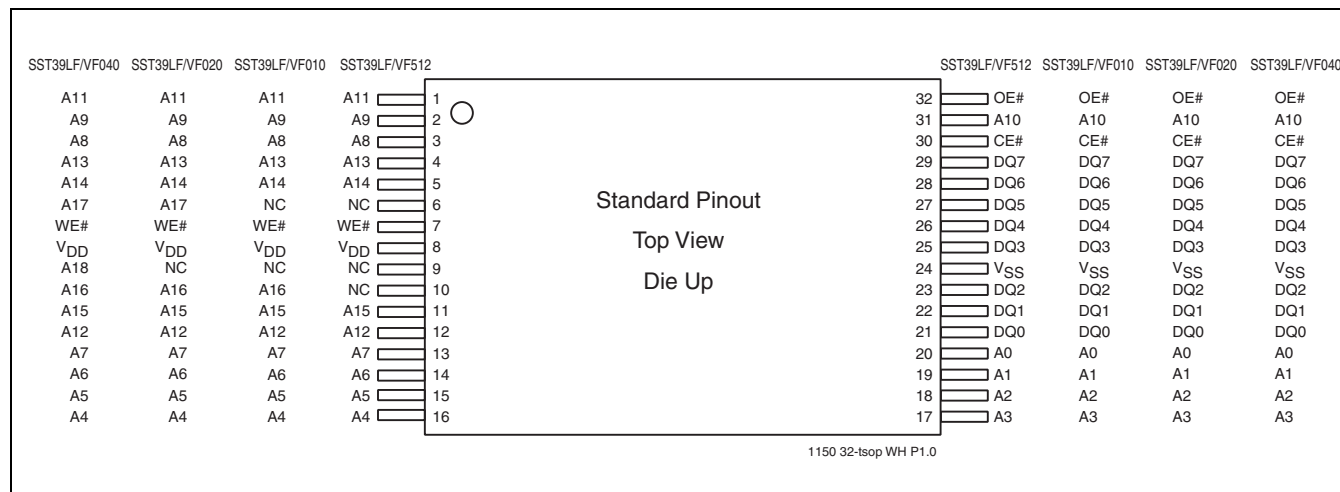 SST39LF/VF040 SST39LF/VF020 SST39LF/VF010 SST39LF/VF512 SST39LF/VF512 SST39LF/VF010 SST39LF/VF020 SST39LF/VF040
A11 A11 A11 A11 1 32 OE# OE# OE# OE#
A9 A9 A9 A9 2 31 A10 A10 A10 A10
A8 A8 A8 A8 3 30 CE# CE# CE# CE#
A13 A13 A13 A13 4 29 DQ7 DQ7 DQ7 DQ7
A14 A14 A14 A14 5 28 DQ6 DQ6 DQ6 DQ6
A17 A17 NC NC 6 Standard Pinout 27 DQ5 DQ5 DQ5 DQ5
WE# WE# WE# WE# 7 26 DQ4 DQ4 DQ4 DQ4
VDD VDD VDD VDD 8 Top View 25 DQ3 DQ3 DQ3 DQ3
A18 NC NC NC 9 24 VSS VSS VSS VSS
A16 A16 A16 NC 10 Die Up 23 DQ2 DQ2 DQ2 DQ2
A15 A15 A15 A15 11 22 DQ1 DQ1 DQ1 DQ1
A12 A12 A12 A12 12 21 DQ0 DQ0 DQ0 DQ0
A7 A7 A7 A7 13 20 A0 A0 A0 A0
A6 A6 A6 A6 14 19 A1 A1 A1 A1
A5 A5 A5 A5 15 18 A2 A2 A2 A2
A4 A4 A4 A4 16 17 A3 A3 A3 A3
1150 32-tsop WH P1.0